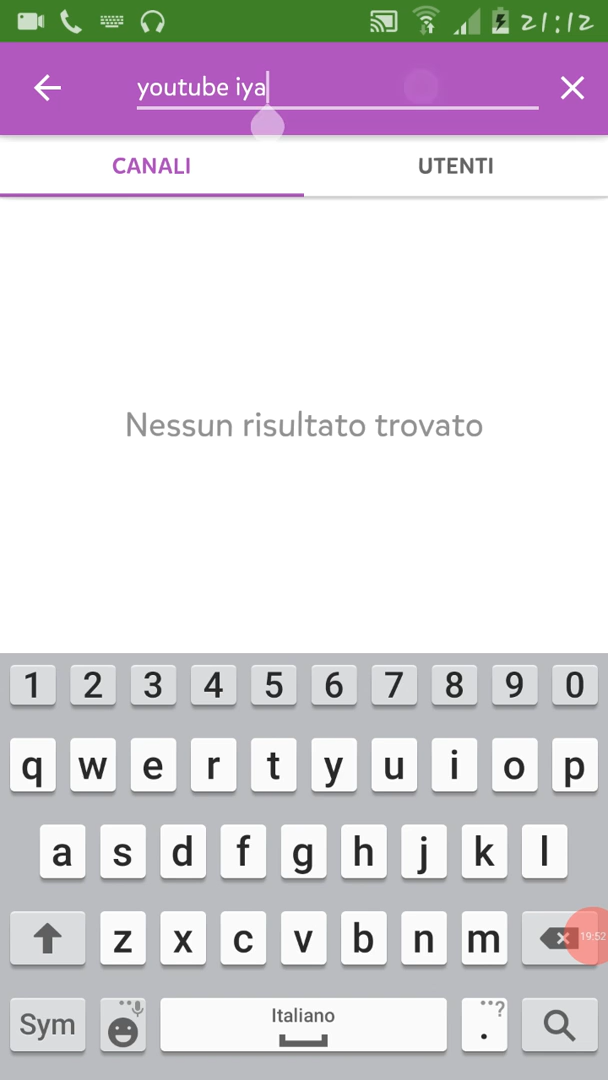 21:12
youtube iya
CANALI UTENTI
Nessun risultato trovato
1 2 3 4 5 6 7 8 9 0
q w e r t y u i o p
a s d f g h j k l
z x c v b n m
19:52
Sym Italiano . ?